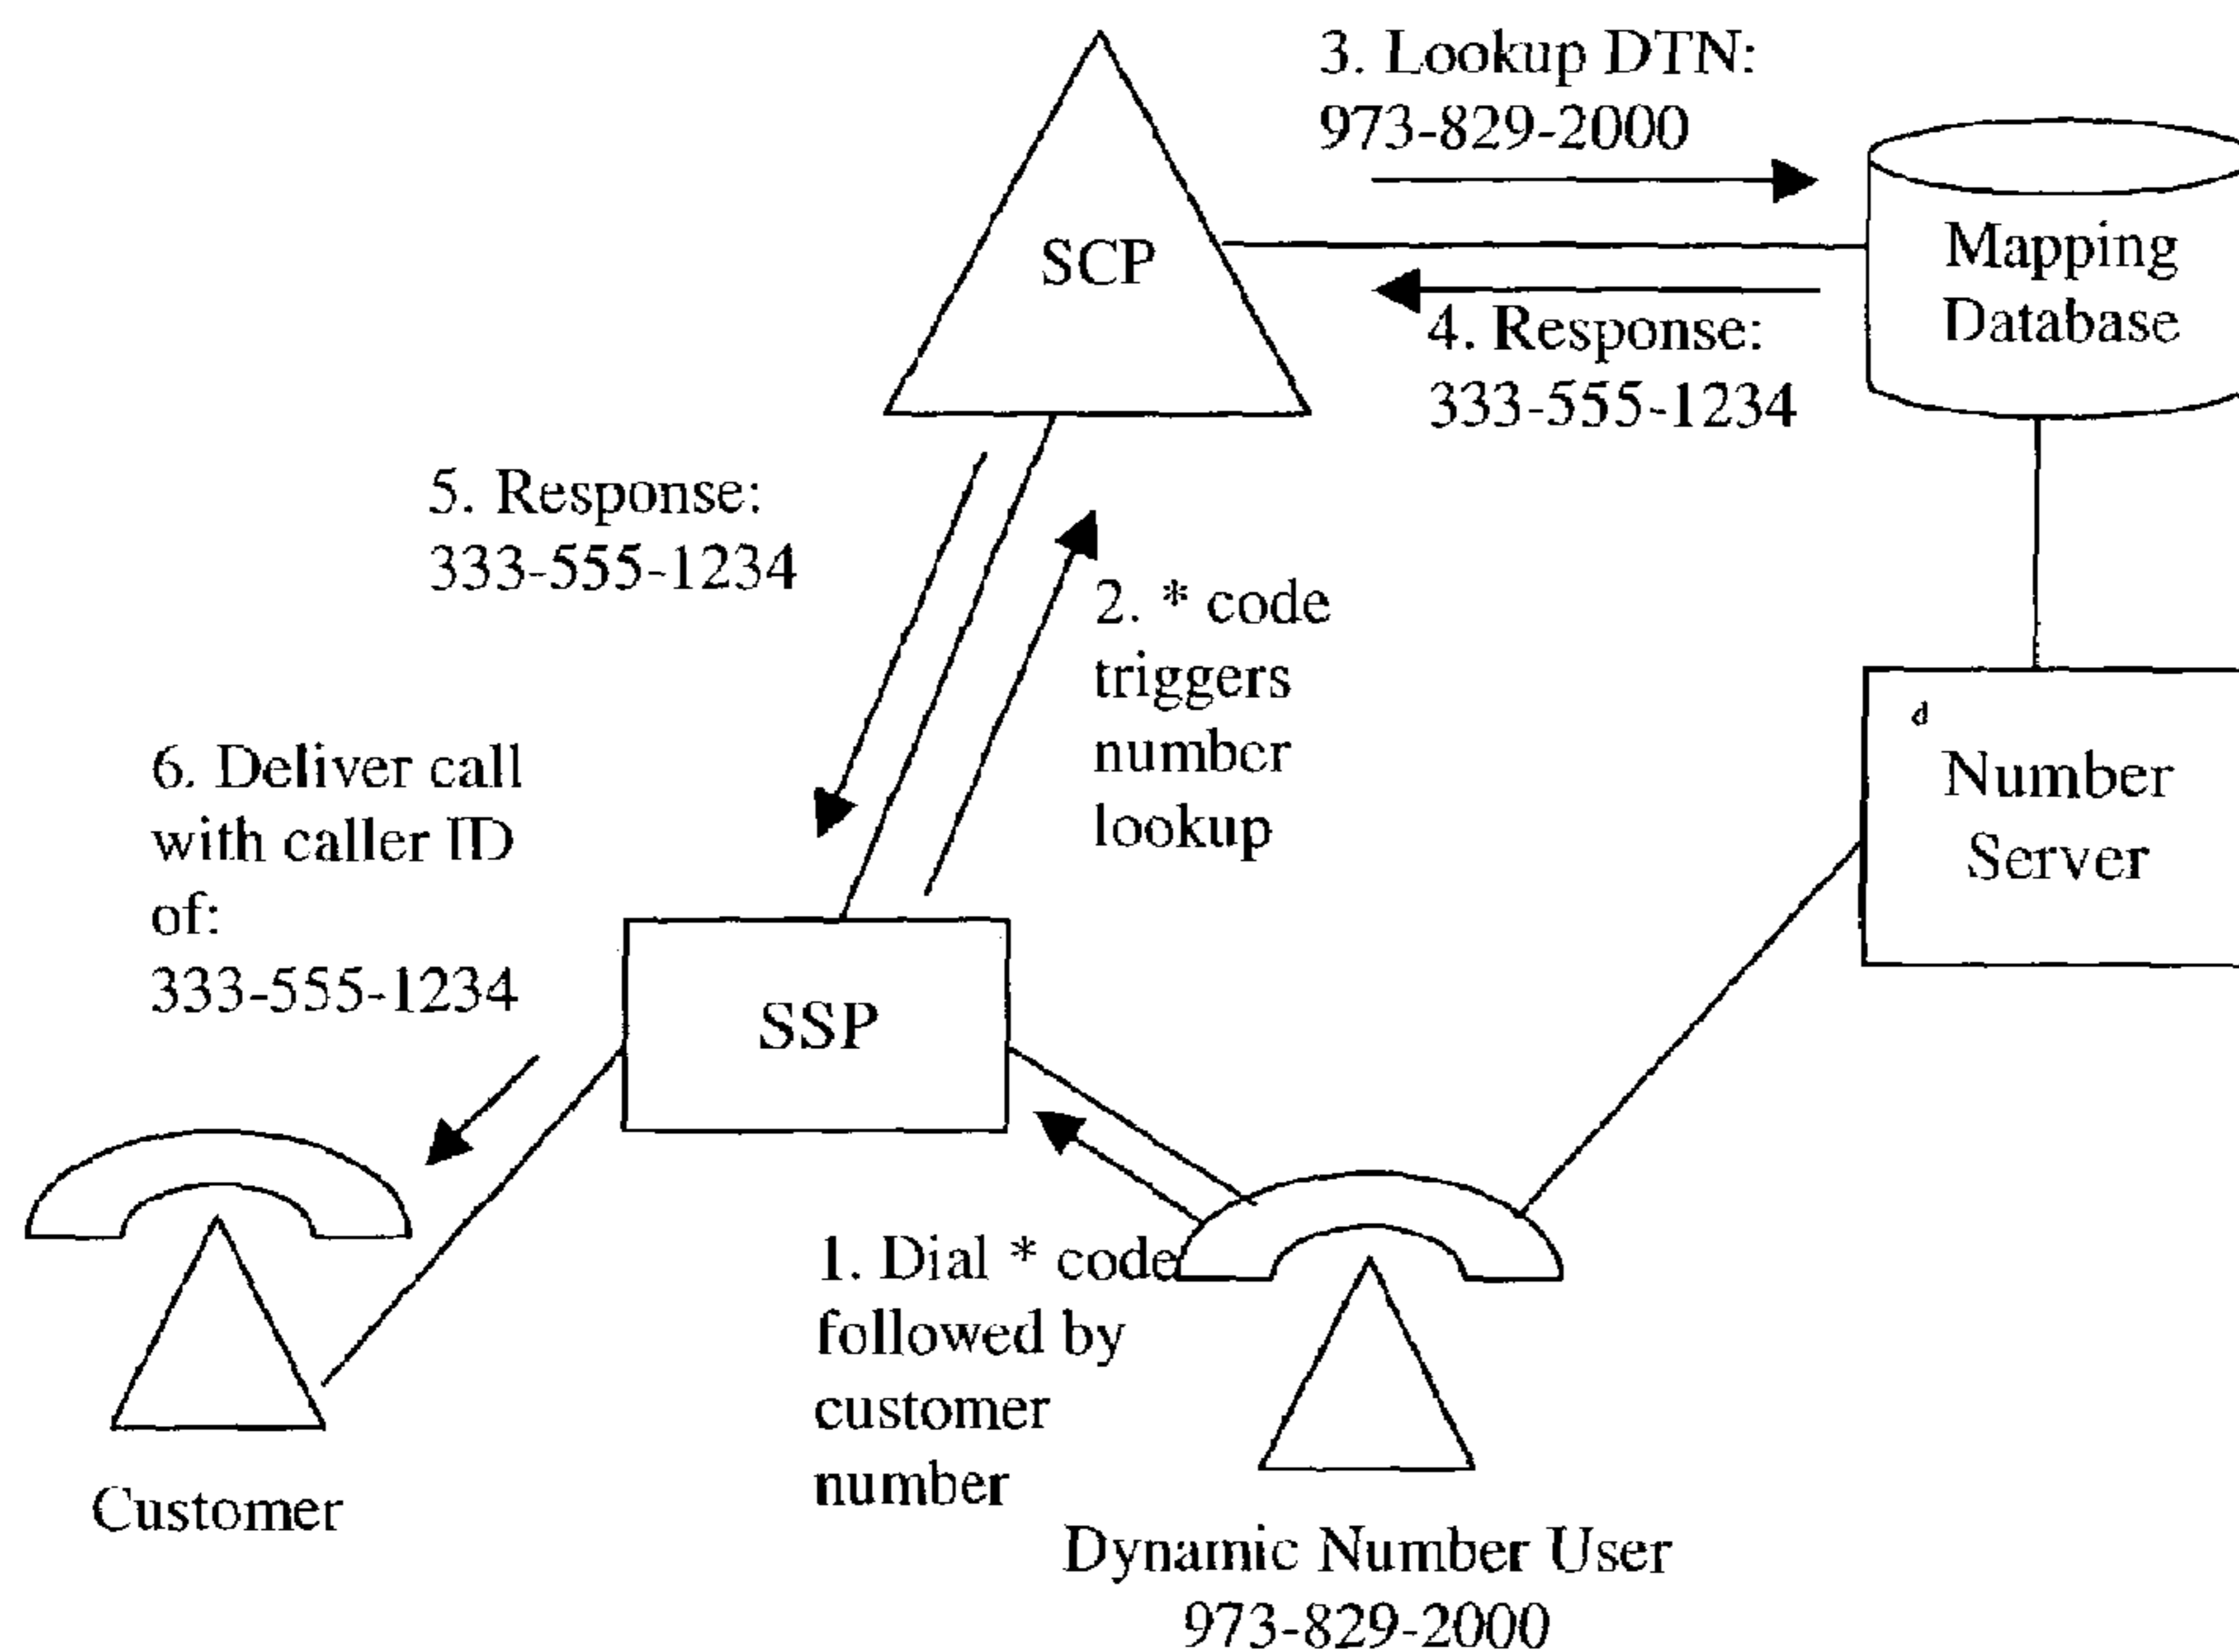 3. Lookup DTN:
973-829-2000
SCP
Mapping
Database
4. Response:
333-555-1234
5. Response:
333-555-1234
2. * code
triggers
number
lookup
d
Number
Server
6. Deliver call
with caller ID
of:
333-555-1234
SSP
1. Dial * code
followed by
customer
number
Customer
Dynamic Number User
973-829-2000